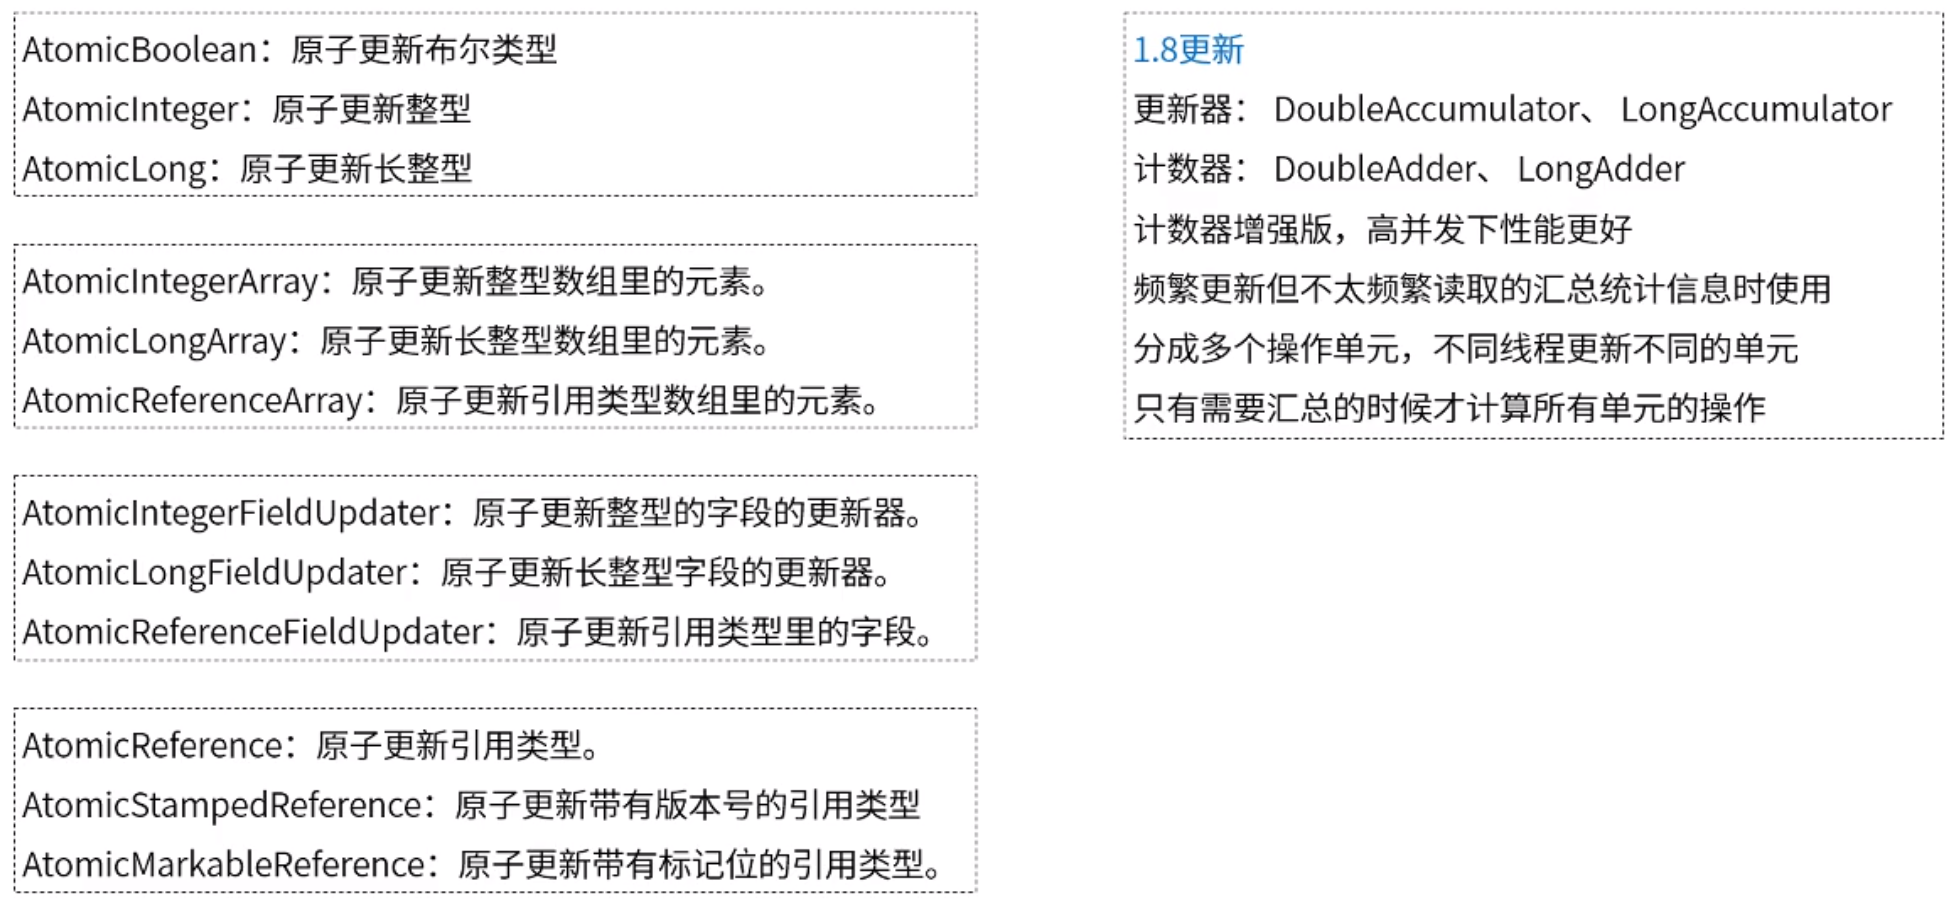 AtomicBoolean：原子更新布尔类型
AtomicInteger：原子更新整型
AtomicLong：原子更新长整型
AtomicIntegerArray：原子更新整型数组里的元素。
AtomicLongArray：原子更新长整型数组里的元素。
AtomicReferenceArray：原子更新引用类型数组里的元素。
AtomicIntegerFieldUpdater：原子更新整型的字段的更新器。
AtomicLongFieldUpdater：原子更新长整型字段的更新器。
AtomicReferenceFieldUpdater：原子更新引用类型里的字段。
AtomicReference：原子更新引用类型。
AtomicStampedReference：原子更新带有版本号的引用类型
AtomicMarkableReference：原子更新带有标记位的引用类型。
1.8更新
更新器： DoubleAccumulator、 LongAccumulator
计数器： DoubleAdder、 LongAdder
计数器增强版，高并发下性能更好
频繁更新但不太频繁读取的汇总统计信息时使用
分成多个操作单元，不同线程更新不同的单元
只有需要汇总的时候才计算所有单元的操作